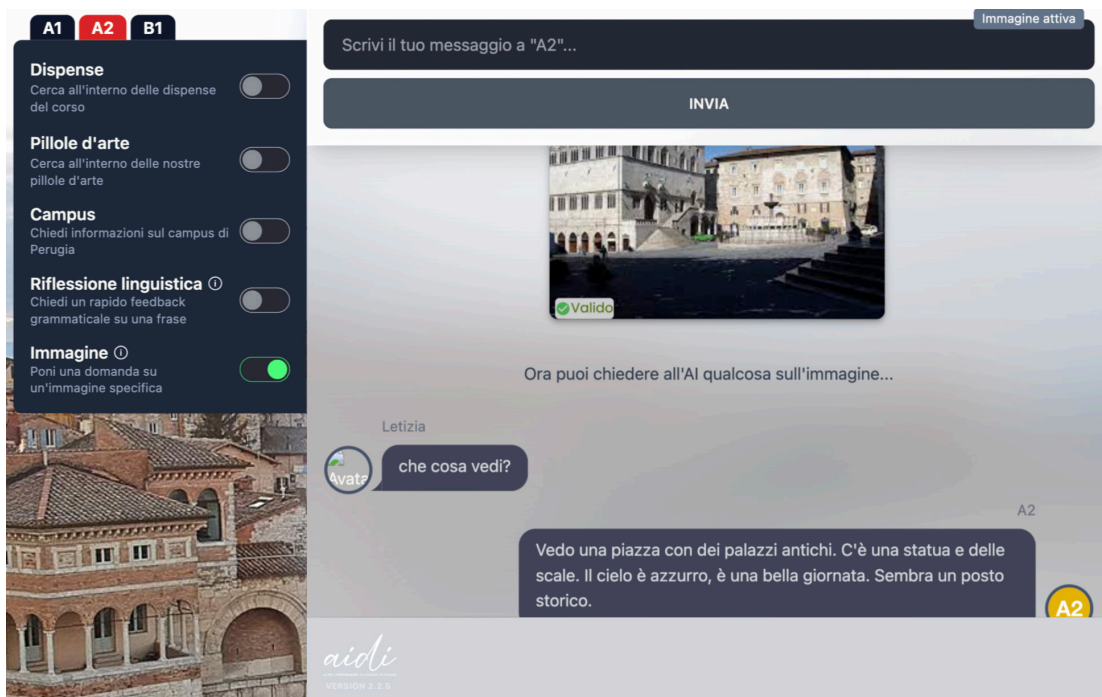 A1 A2 B1
Dispense
Cerca all'interno delle dispense
del corso
Pillole d'arte
Cerca all'interno delle nostre
pillole d'arte
Campus
Chiedi informazioni sul campus di
Perugia
Riflessione linguistica
Chiedi un rapido feedback
grammaticale su una frase
Immagine
Poni una domanda su
un'immagine specifica
Immagine attiva
Scrivi il tuo messaggio a "A2"...
INVIA
Valido
Ora puoi chiedere all'AI qualcosa sull'immagine...
Letizia
Avata
che cosa vedi?
A2
Vedo una piazza con dei palazzi antichi. C'è una statua e delle
scale. Il cielo è azzurro, è una bella giornata. Sembra un posto
storico.
A2
aidi
VERSION 2.2.5